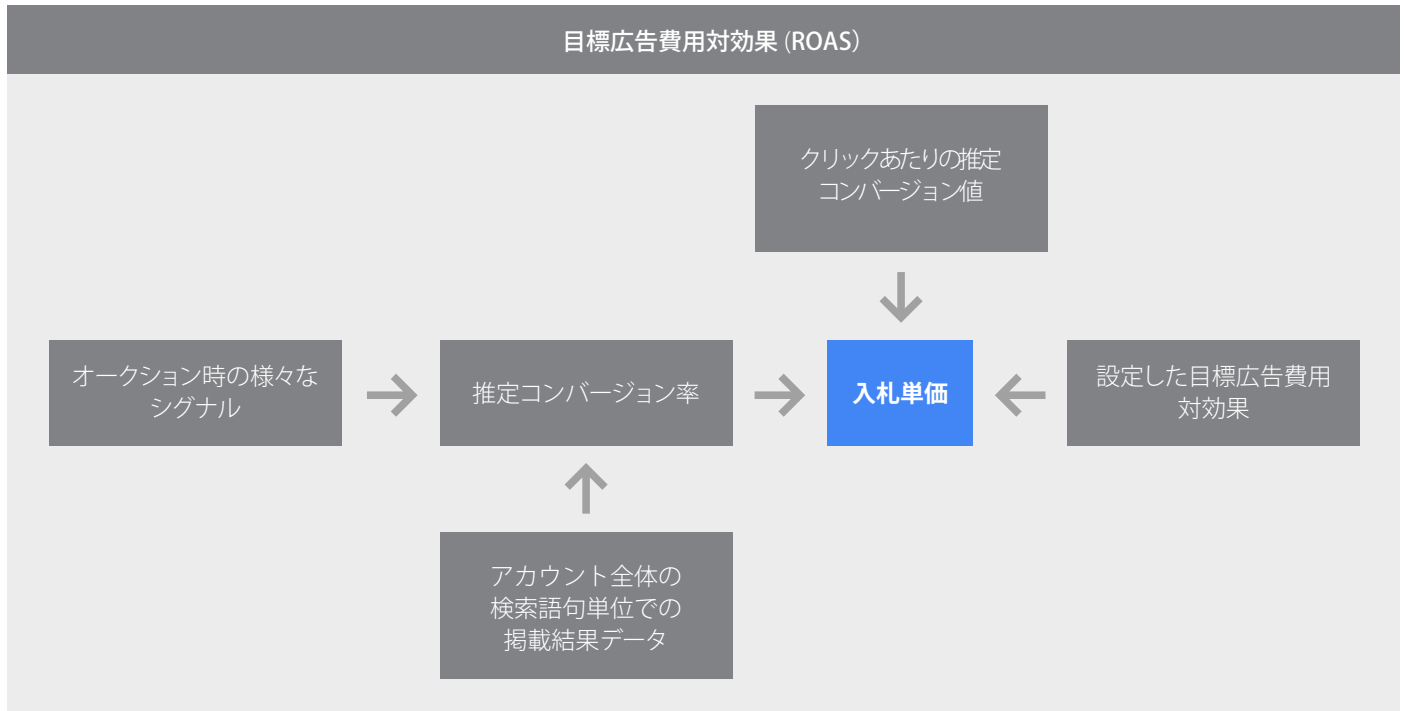 目標広告費用対効果 (ROAS）
クリックあたりの推定
コンバージョン値
オークション時の様々な
シグナル
推定コンバージョン率
入札単価
設定した目標広告費用
対効果
アカウント全体の
検索語句単位での
掲載結果データ